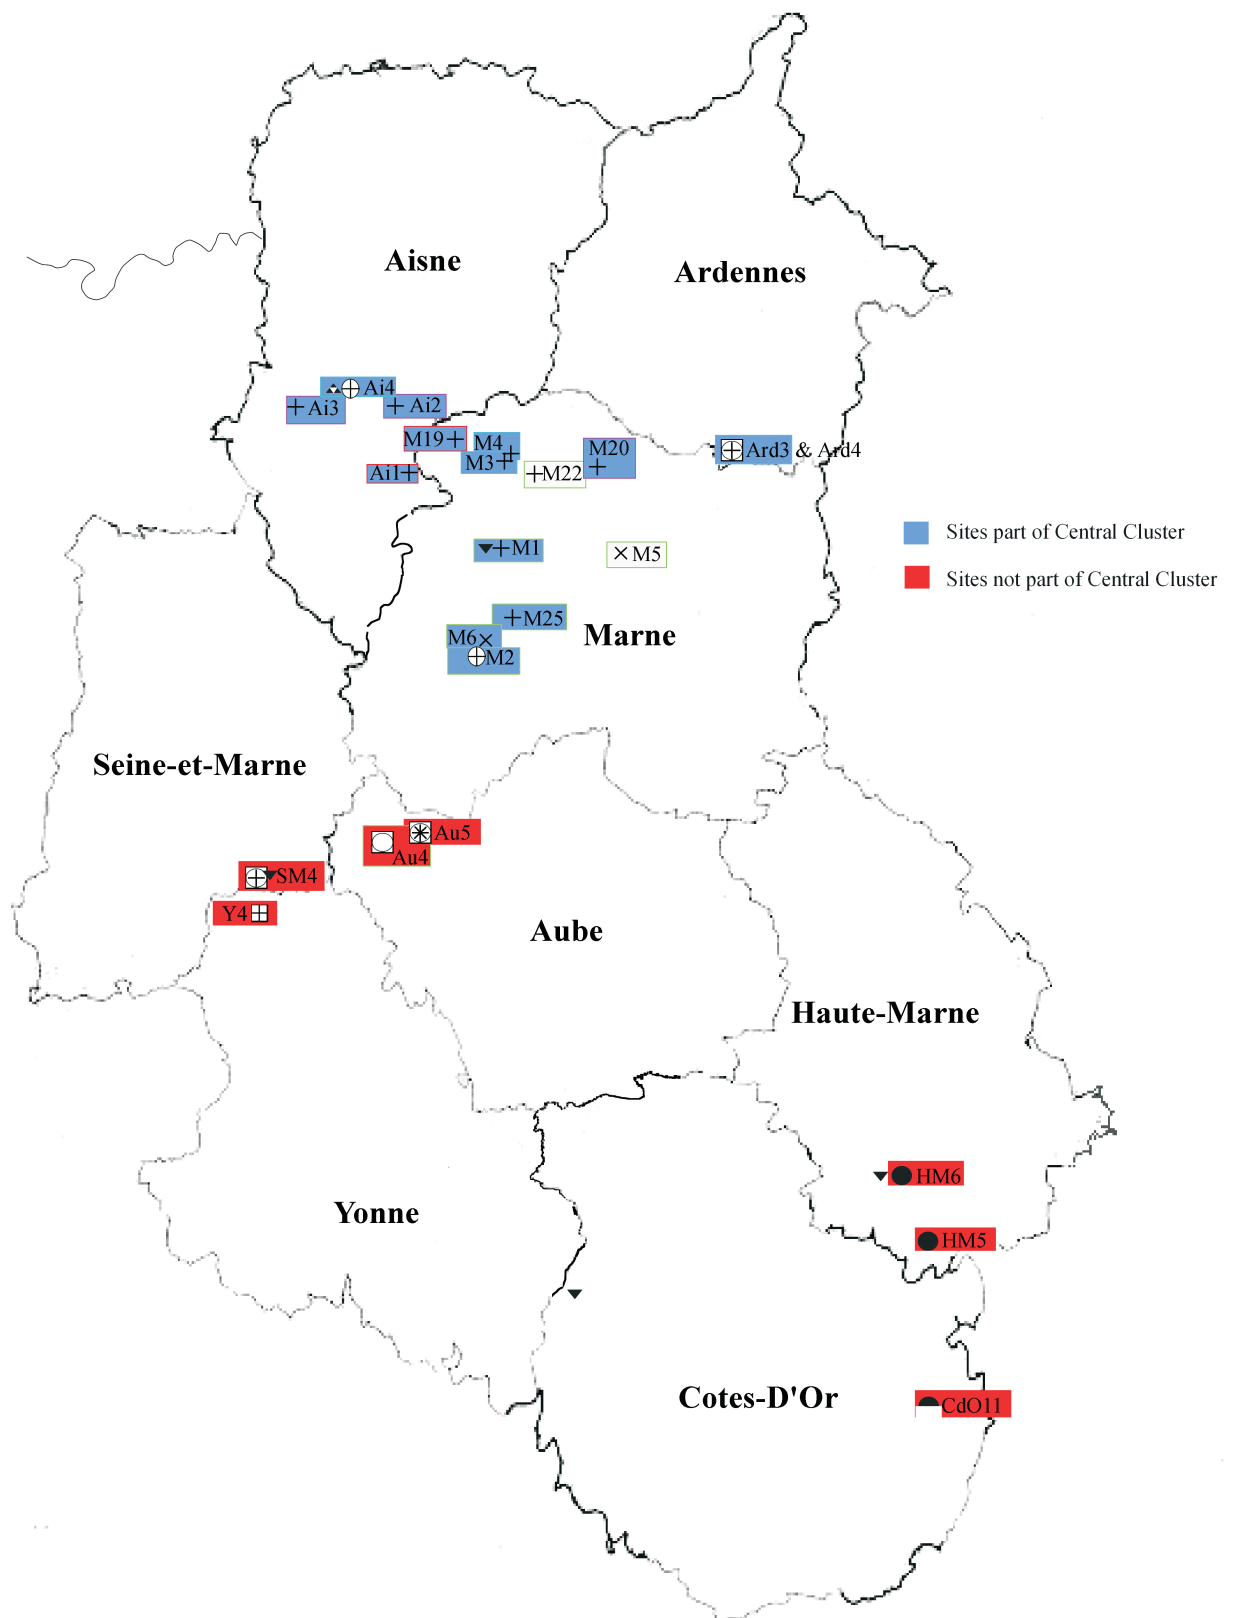 Aisne
Ardennes
Ai4
Ai3
Ai2
M19
M4
M3
M20
M22
Ard3 & Ard4
Ai1
Sites part of Central Cluster
M1
M5
Sites not part of Central Cluster
M25
M6
Marne
M2
Seine-et-Marne
Au5
Au4
SM4
Y4
Aube
Haute-Marne
HM6
Yonne
HM5
Cotes-D'Or
CdO11